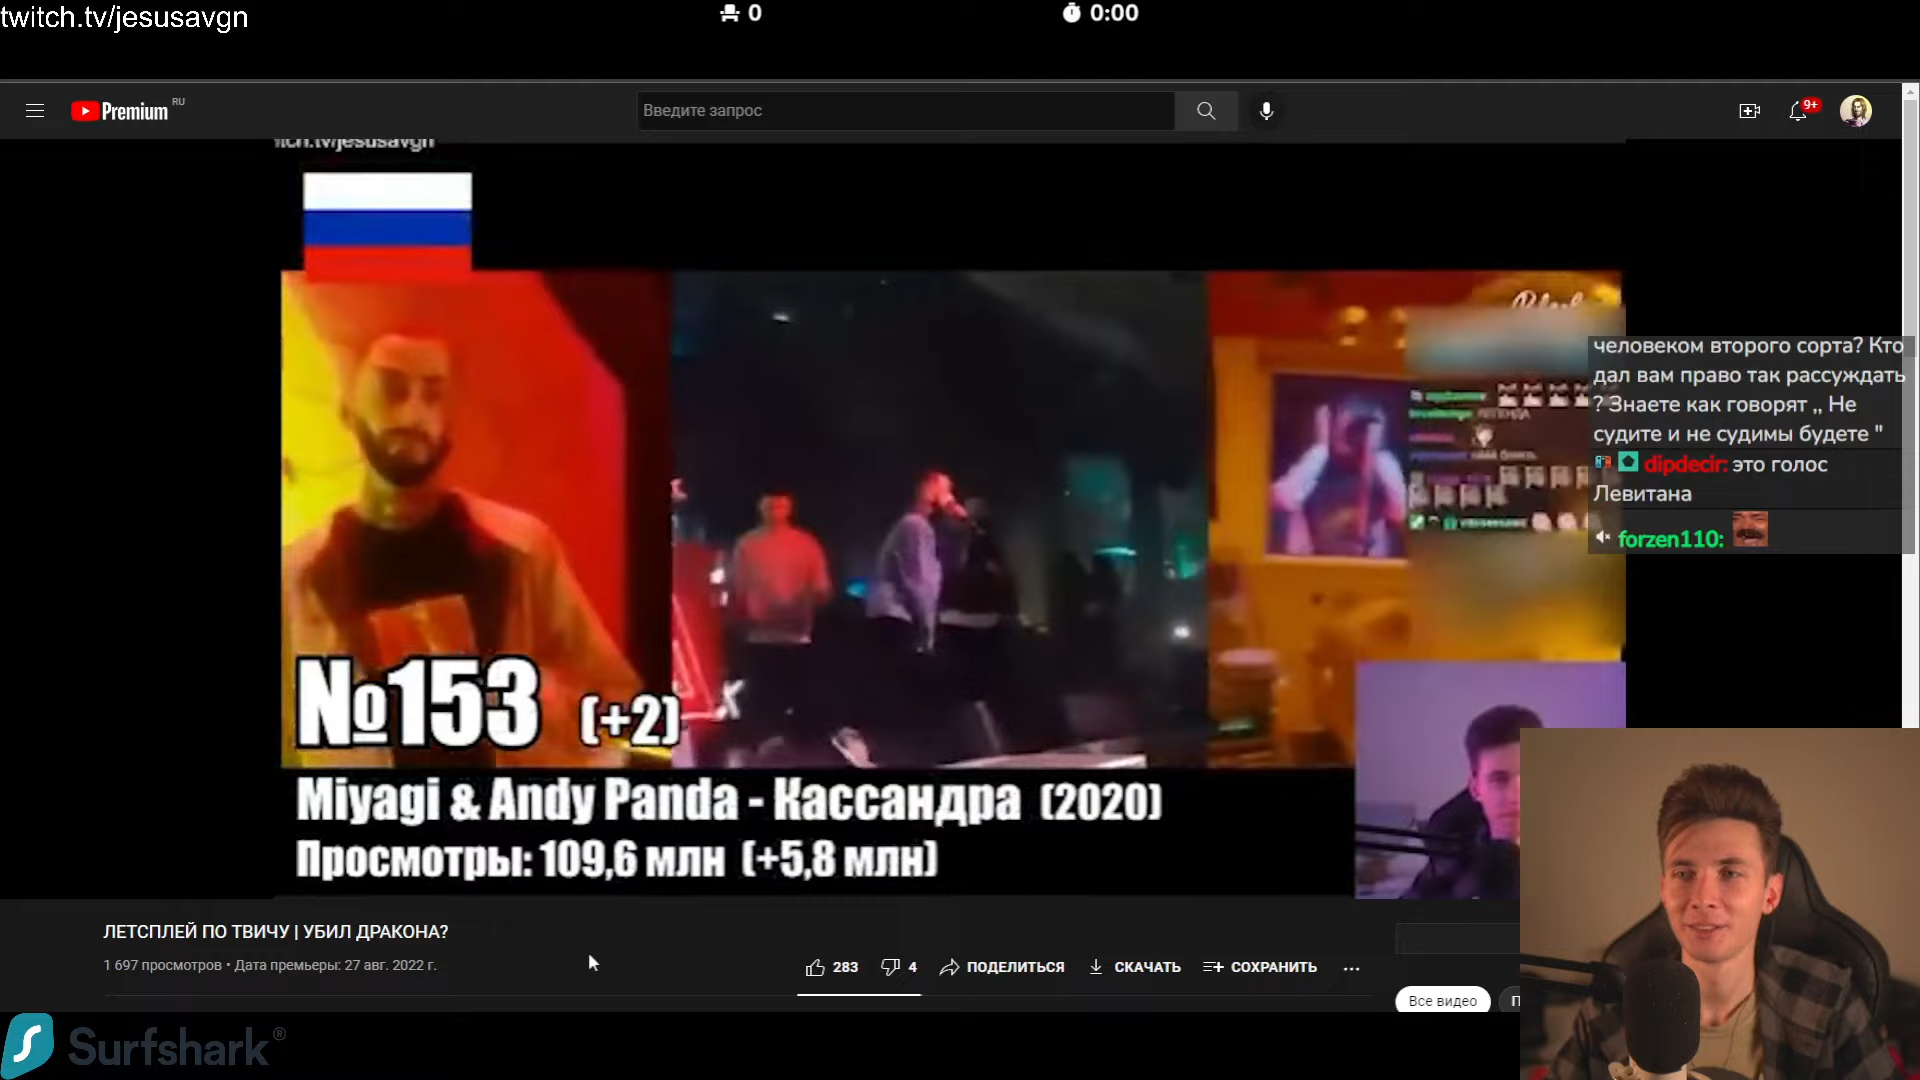 twitch.tv/jesusavgn
0
0:00
Premium RU
Введите запрос
9+
itch.tv/jesusavgn
человеком второго сорта? Кто
дал вам право так рассуждать
? Знаете как говорят ,, Не
судите и не судимы будете "
dipdecir: это голос
Левитана
forzen110:
№153 (+2)
Miyagi & Andy Panda - Кассандра (2020)
Просмотры: 109,6 млн (+5,8 млн)
ЛЕТСПЛЕЙ ПО ТВИЧУ | УБИЛ ДРАКОНА?
1 697 просмотров • Дата премьеры: 27 авг. 2022 г.
283
4
ПОДЕЛИТЬСЯ
СКАЧАТЬ
СОХРАНИТЬ
Все видео
Surfshark®